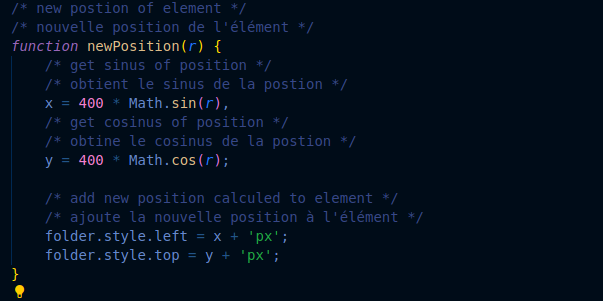 /* new postion of element */
/* nouvelle position de l'élément */
function newPosition(r) {
/* get sinus of position */
/* obtient le sinus de la postion */
x = 400 * Math.sin(r),
/* get cosinus of position */
/* obtine le cosinus de la postion */
y = 400 * Math.cos(r);
/* add new position calculed to element */
/* ajoute la nouvelle position à l'élément */
folder.style.left = x + 'px';
folder.style.top = y + 'px';
}